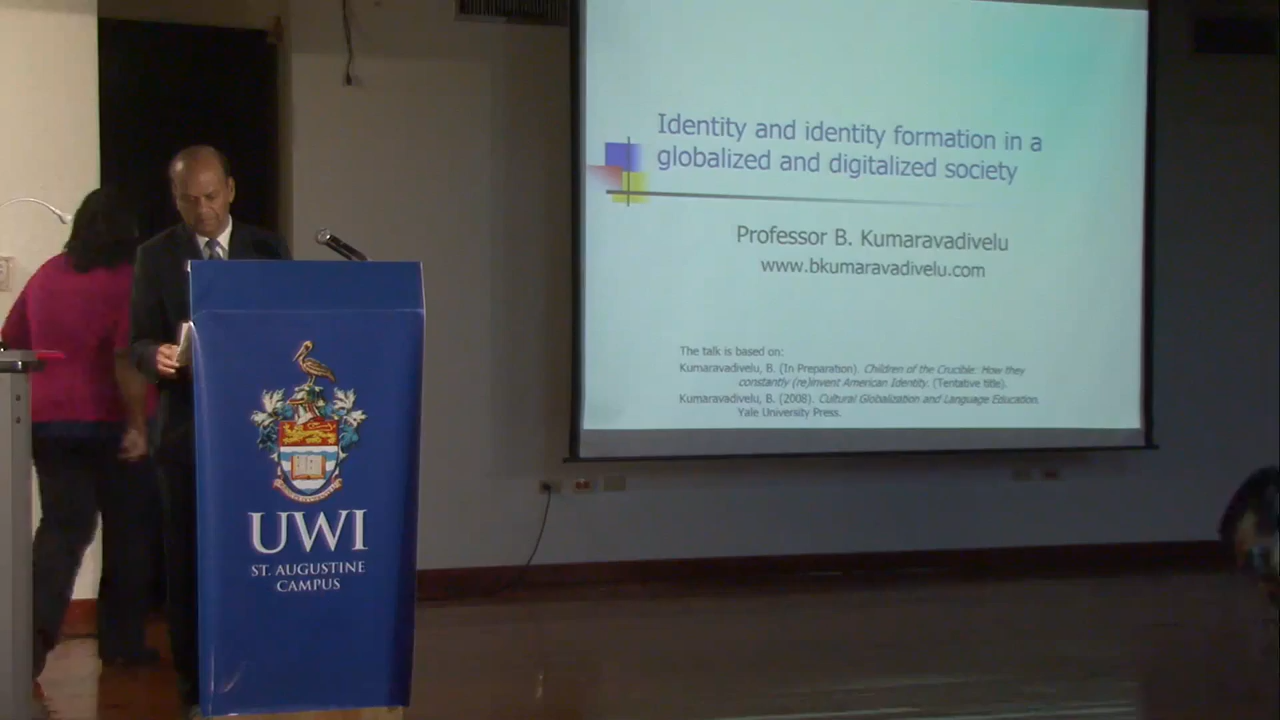 Identity and identity formation in a
globalized and digitalized society
Professor B. Kumaravadivelu
www.bkumaravadivelu.com
The talk is based on:
Kumaravadivelu, B. (In Preparation). Children of the Crucible: How they
constantly (re)invent American Identity. (Tentative title).
Kumaravadivelu, B. (2008). Cultural Globalization and Language Education.
Yale University Press.
UWI
ST. AUGUSTINE
CAMPUS